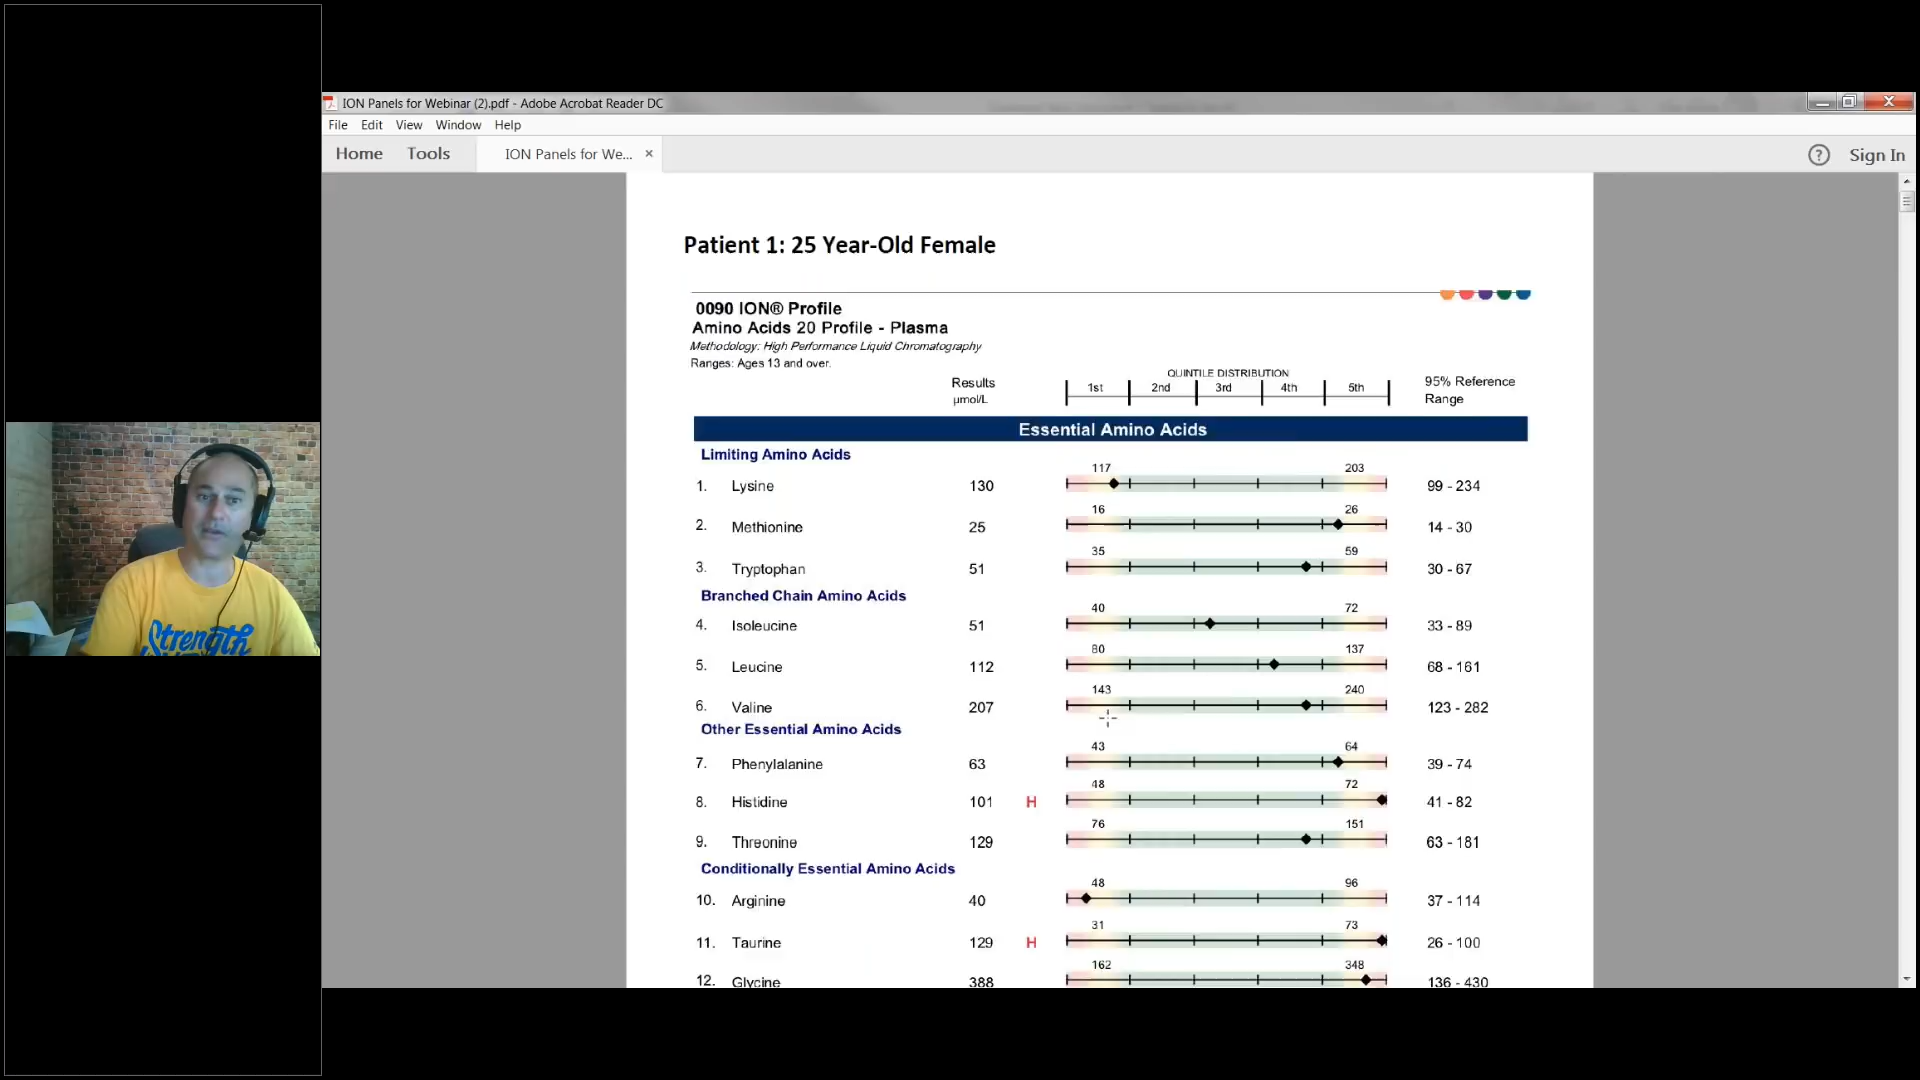 ION Panels for Webinar (2).pdf - Adobe Acrobat Reader DC
File Edit View Window Help
Home Tools ION Panels for We... × ? Sign In
Patient 1: 25 Year-Old Female
0090 ION® Profile
Amino Acids 20 Profile - Plasma
Methodology: High Performance Liquid Chromatography
Ranges: Ages 13 and over.
QUINTILE DISTRIBUTION
Results 1st 2nd 3rd 4th 5th 95% Reference
µmol/L Range
Essential Amino Acids
Limiting Amino Acids
117 203
1. Lysine 130 99 - 234
16 26
2. Methionine 25 14 - 30
35 59
3. Tryptophan 51 30 - 67
Branched Chain Amino Acids
40 72
4. Isoleucine 51 33 - 89
80 137
5. Leucine 112 68 - 161
143 240
6. Valine 207 123 - 282
Other Essential Amino Acids
43 64
7. Phenylalanine 63 39 - 74
48 72
8. Histidine 101 H 41 - 82
76 151
9. Threonine 129 63 - 181
Conditionally Essential Amino Acids
48 96
10. Arginine 40 37 - 114
31 73
11. Taurine 129 H 26 - 100
162 348
12. Glycine 388 136 - 430
Strength